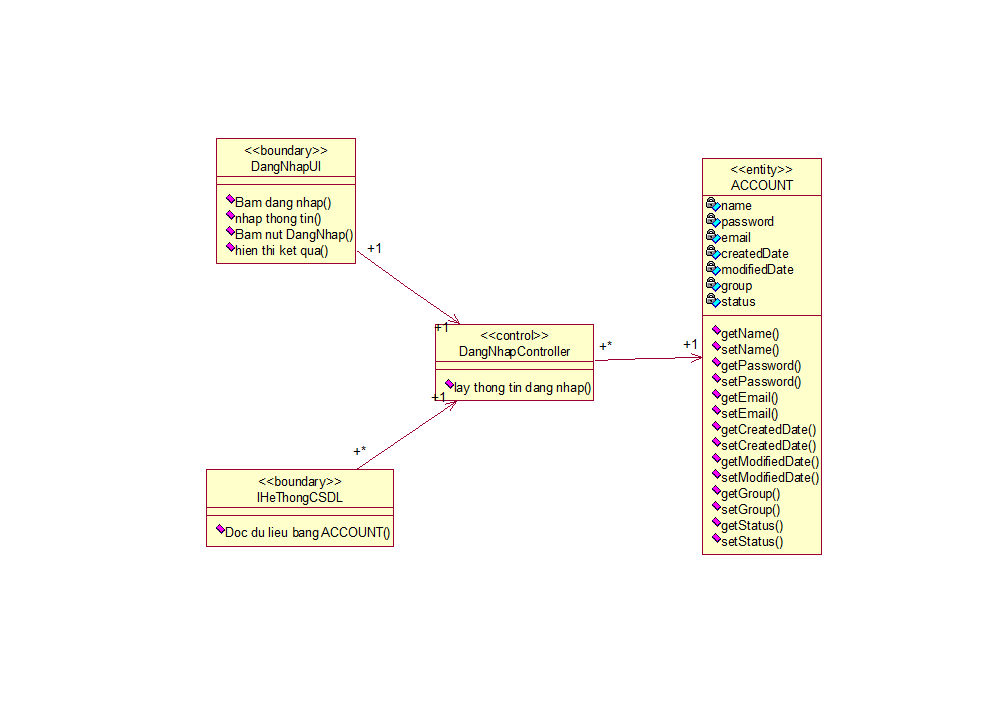 <<boundary>>
DangNhapUI
Bam dang nhap()
nhap thong tin()
Bam nut DangNhap()
hien thi ket qua()
+1
+1
<<control>>
DangNhapController
lay thong tin dang nhap()
+1
+*
<<boundary>>
IHeThongCSDL
Doc du lieu bang ACCOUNT()
+*
+1
<<entity>>
ACCOUNT
name
password
email
createdDate
modifiedDate
group
status
getName()
setName()
getPassword()
setPassword()
getEmail()
setEmail()
getCreatedDate()
setCreatedDate()
getModifiedDate()
setModifiedDate()
getGroup()
setGroup()
getStatus()
setStatus()